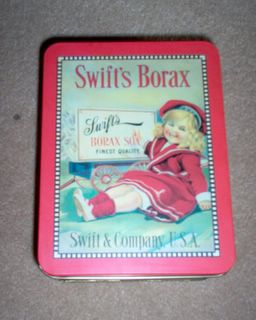 Swift's Borax
Swift's
BORAX SOAP
FINEST QUALITY
Swift & Company, U.S.A.